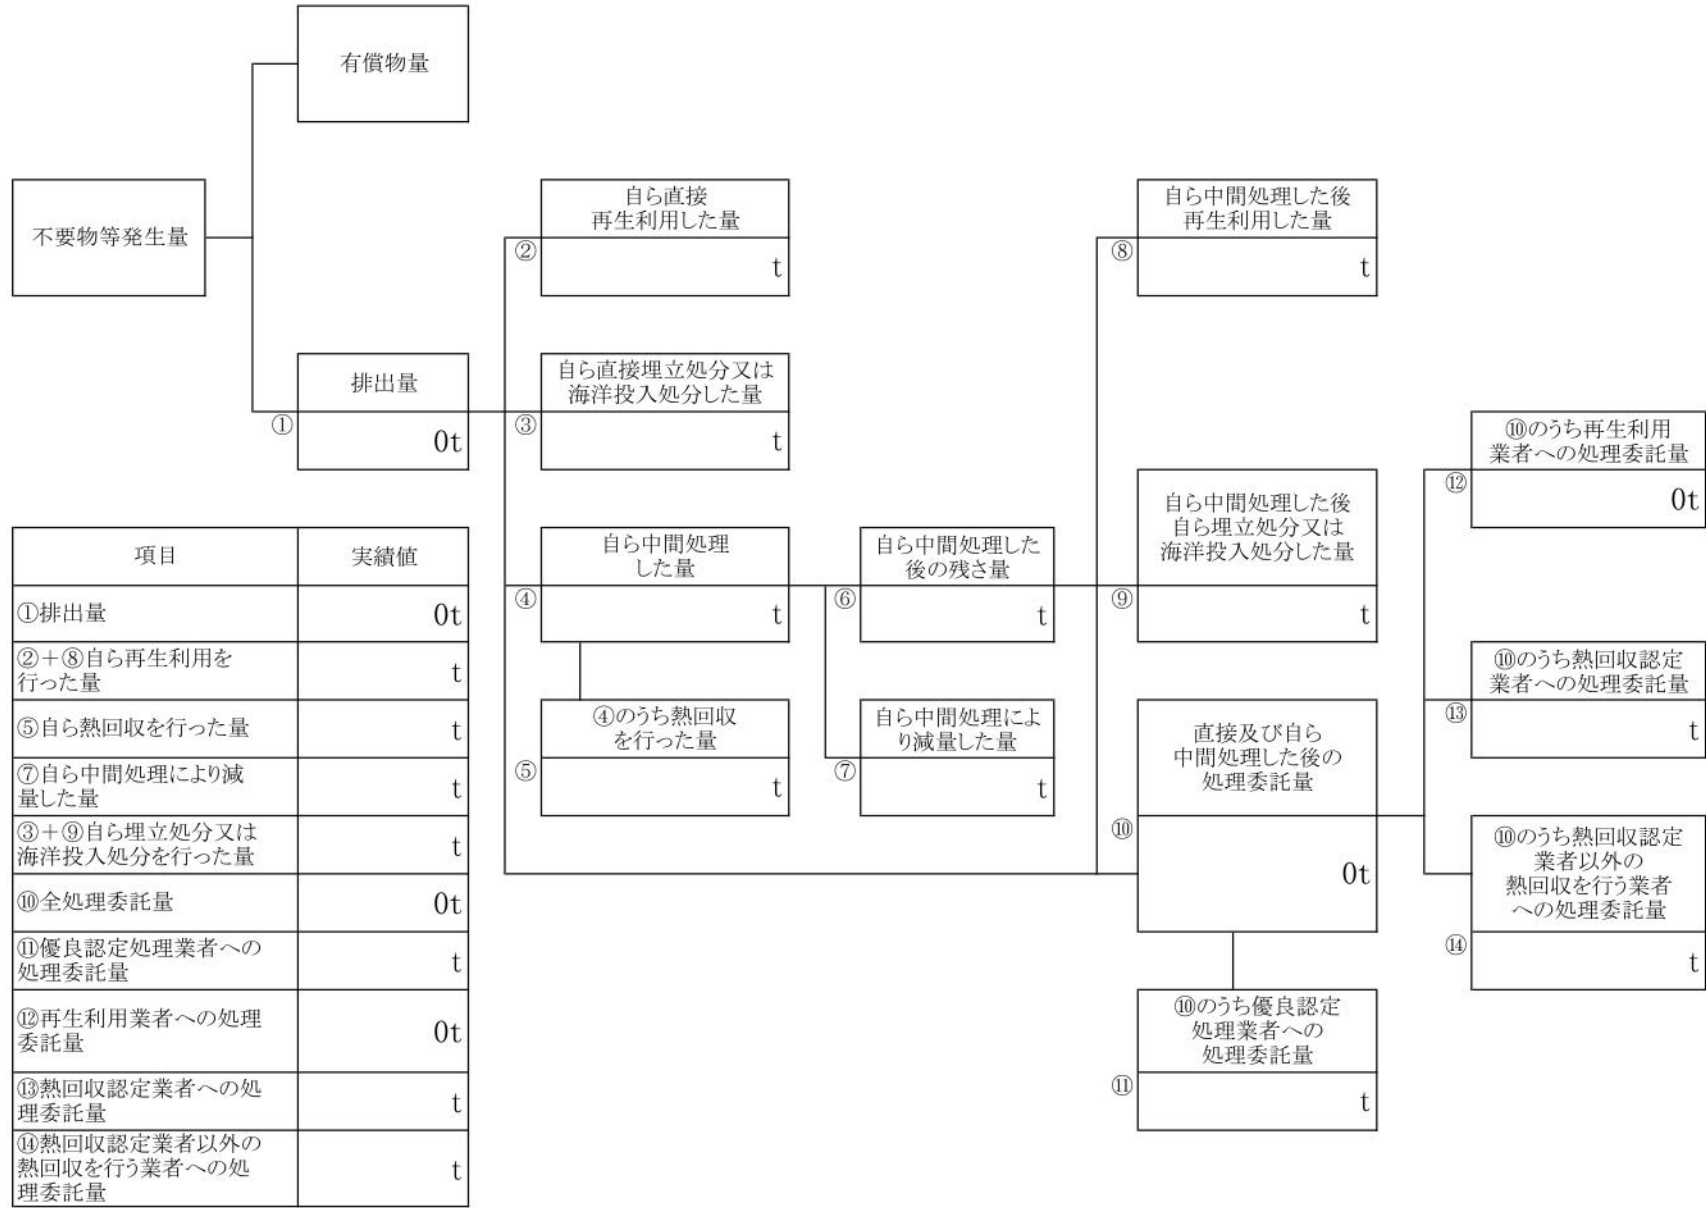 有償物量
不要物等発生量
排出量
①
0t
自ら直接
再生利用した量
②
t
自ら直接埋立処分又は
海洋投入処分した量
③
t
自ら中間処理
した量
④
t
④のうち熱回収
を行った量
⑤
t
自ら中間処理した
後の残さ量
⑥
t
自ら中間処理によ
り減量した量
⑦
t
自ら中間処理した後
再生利用した量
⑧
t
自ら中間処理した後
自ら埋立処分又は
海洋投入処分した量
⑨
t
直接及び自ら
中間処理した後の
処理委託量
⑩
0t
⑩のうち優良認定
処理業者への
処理委託量
⑪
t
⑩のうち再生利用
業者への処理委託量
⑫
0t
⑩のうち熱回収認定
業者への処理委託量
⑬
t
⑩のうち熱回収認定
業者以外の
熱回収を行う業者
への処理委託量
⑭
t
項目 実績値
①排出量 0t
②+⑧自ら再生利用を
行った量 t
⑤自ら熱回収を行った量 t
⑦自ら中間処理により減
量した量 t
③+⑨自ら埋立処分又は
海洋投入処分を行った量 t
⑩全処理委託量 0t
⑪優良認定処理業者への
処理委託量 t
⑫再生利用業者への処理
委託量 0t
⑬熱回収認定業者への処
理委託量 t
⑭熱回収認定業者以外の
熱回収を行う業者への処
理委託量 t